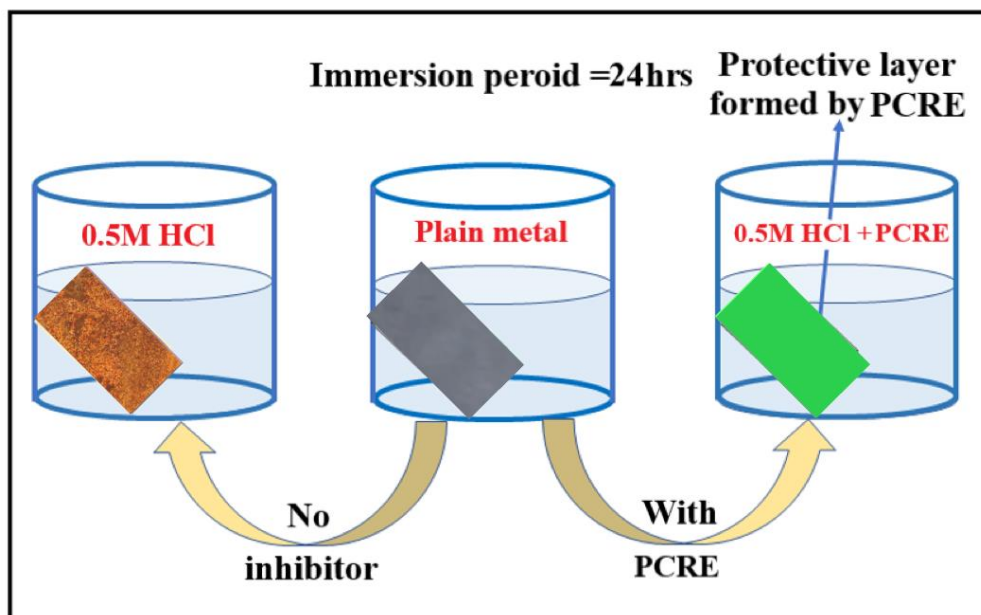 Immersion peroid =24hrs
Protective layer
formed by PCRE
0.5M HCl
Plain metal
0.5M HCl + PCRE
No
inhibitor
With
PCRE